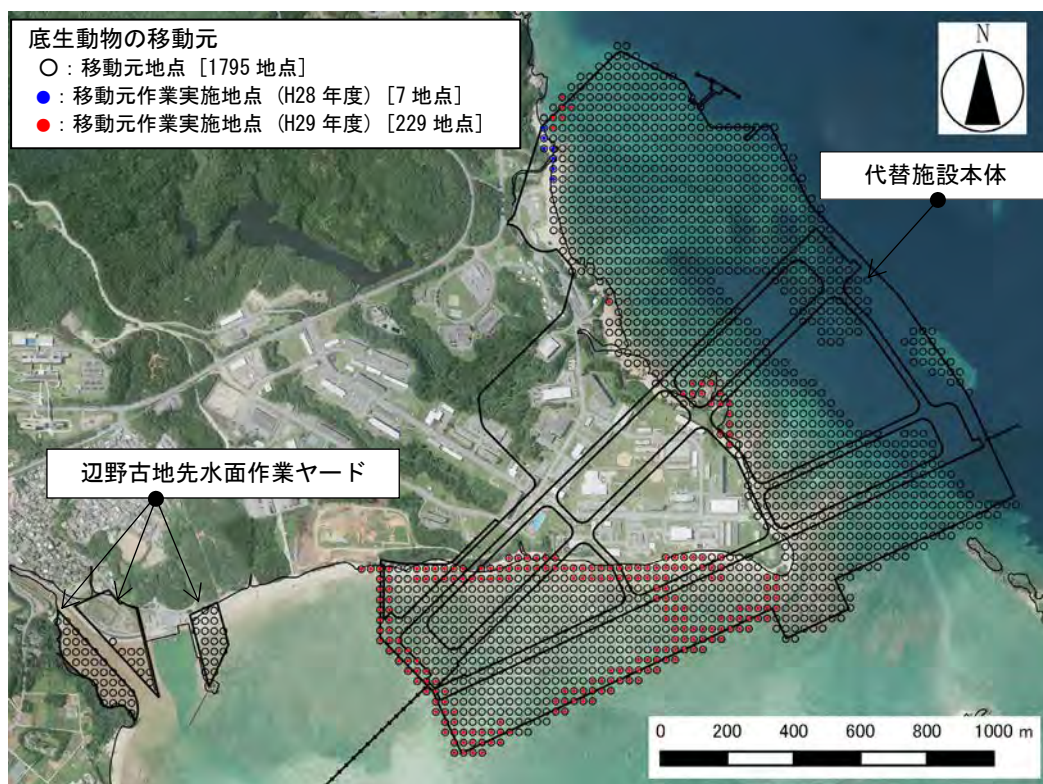 底生動物の移動元
○：移動元地点 [1795 地点]
●：移動元作業実施地点（H28 年度）[7 地点]
●：移動元作業実施地点（H29 年度）[229 地点]
N
代替施設本体
辺野古地先水面作業ヤード
0 200 400 600 800 1000 m